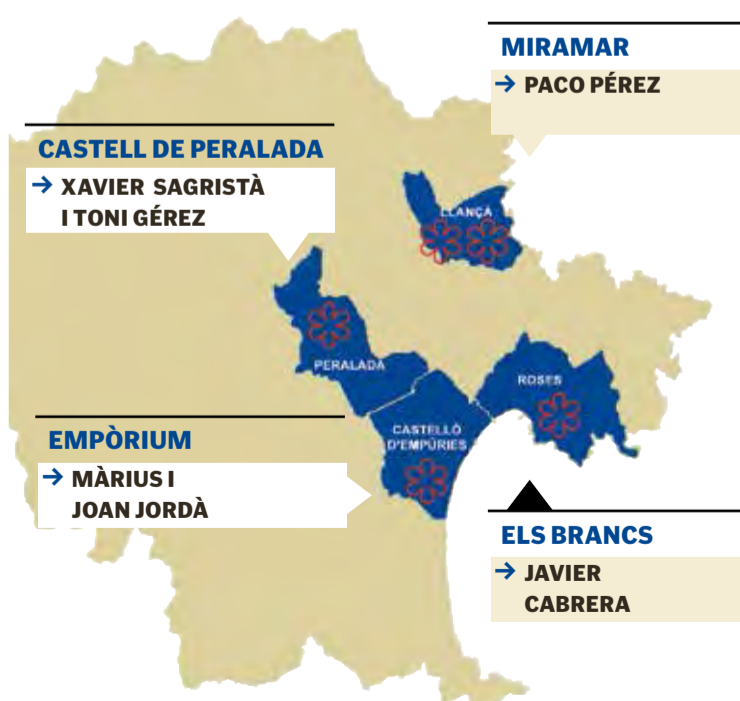 MIRAMAR
→ PACO PÉREZ
CASTELL DE PERALADA
→ XAVIER SAGRISTÀ
I TONI GÉREZ
LLANÇÀ
PERALADA
ROSES
CASTELLÓ
D'EMPÚRIES
EMPÒRIUM
→ MÀRIUS I
JOAN JORDÀ
ELS BRANCS
→ JAVIER
CABRERA